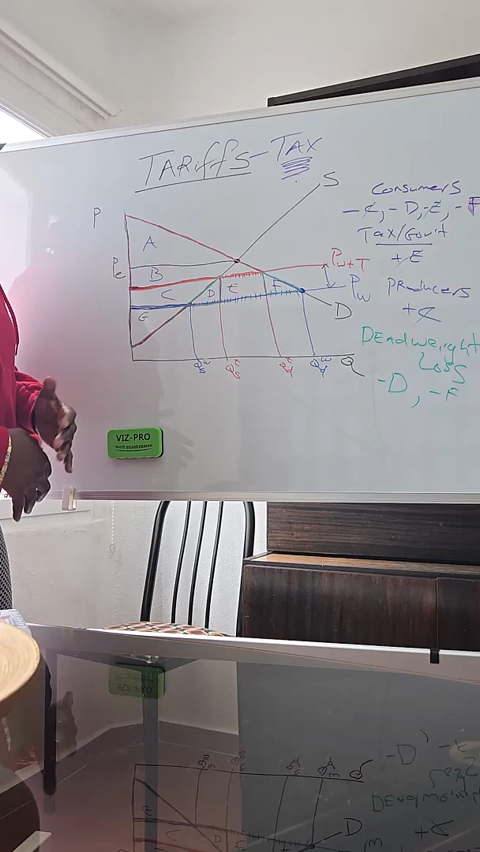 TARiffS - TAX
S
P
A
Pe
B
C
D
E
F
G
Pw+T
Pw
D
Q
Consumers
-C, -D, -E, -F
Tax/Gov't
+E
Producers
+C
Deadweight
Loss
-D, -F
VIZ-PRO